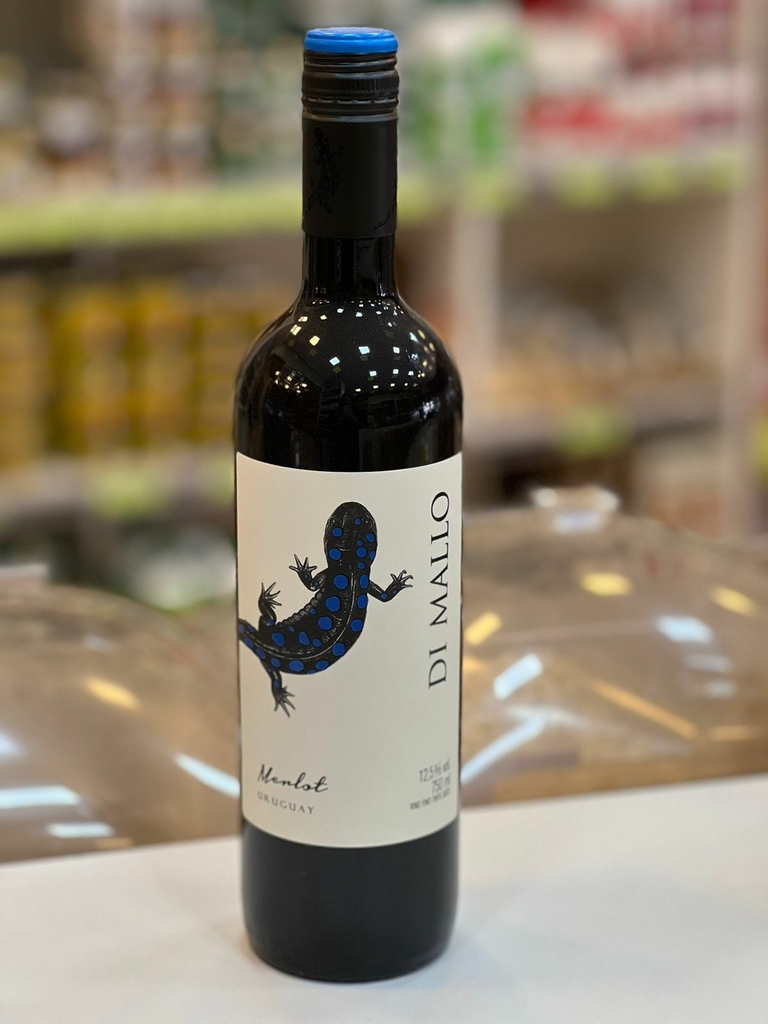 DI MALLO
Merlot
URUGUAY
12,5% vol.
750 ml